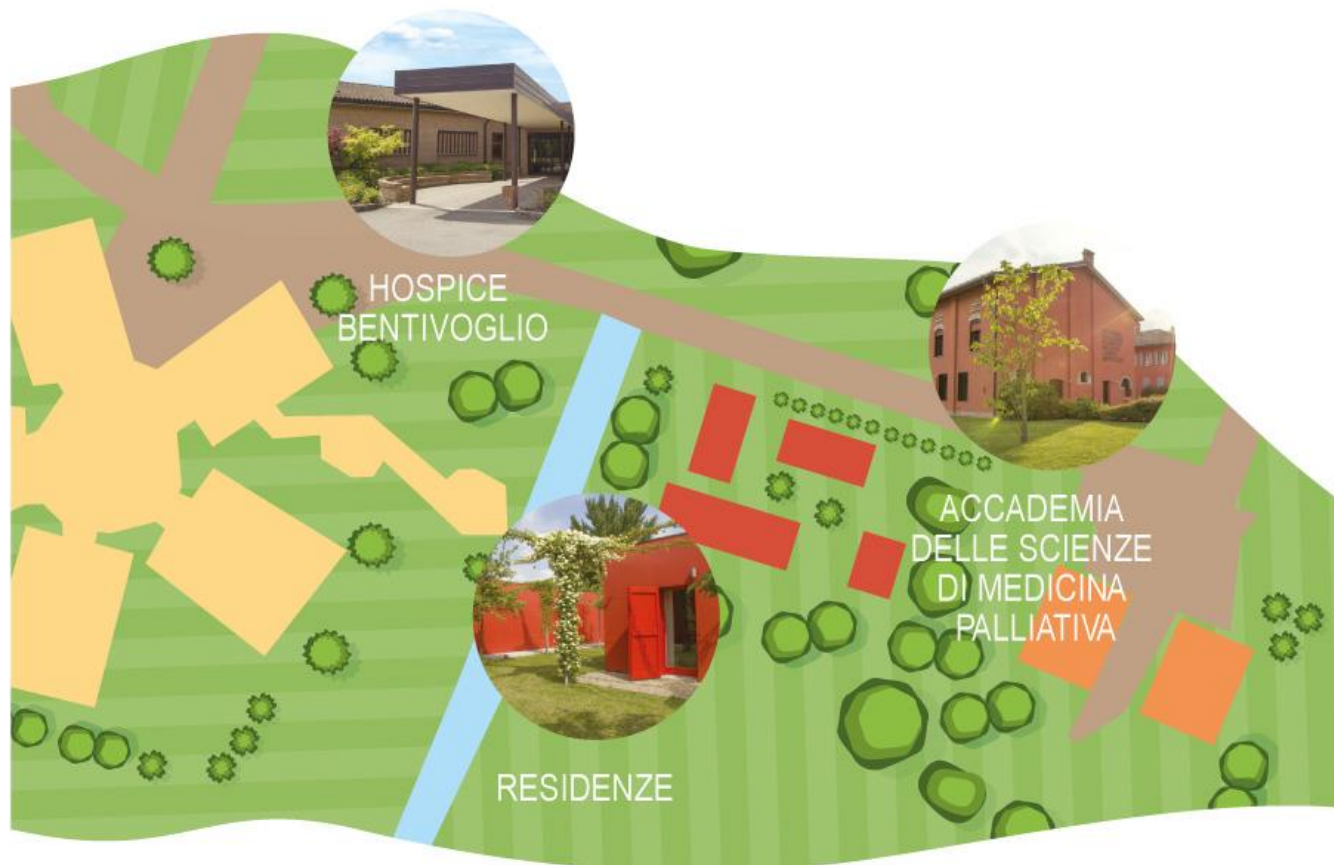 HOSPICE
BENTIVOGLIO
ACCADEMIA
DELLE SCIENZE
DI MEDICINA
PALLIATIVA
RESIDENZE